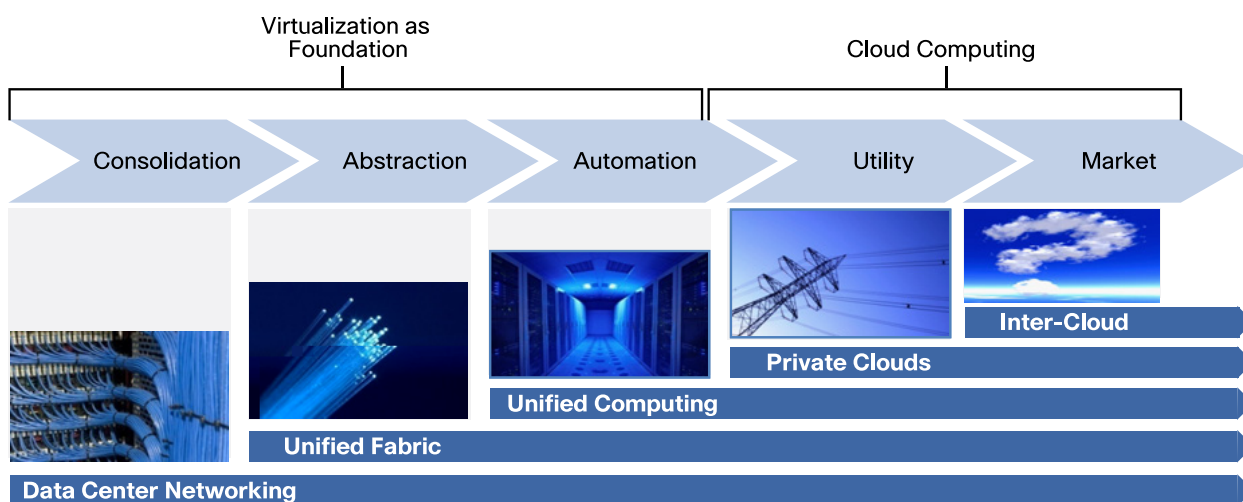 Virtualization as
Foundation
Cloud Computing
Consolidation
Abstraction
Automation
Utility
Market
Inter-Cloud
Private Clouds
Unified Computing
Unified Fabric
Data Center Networking